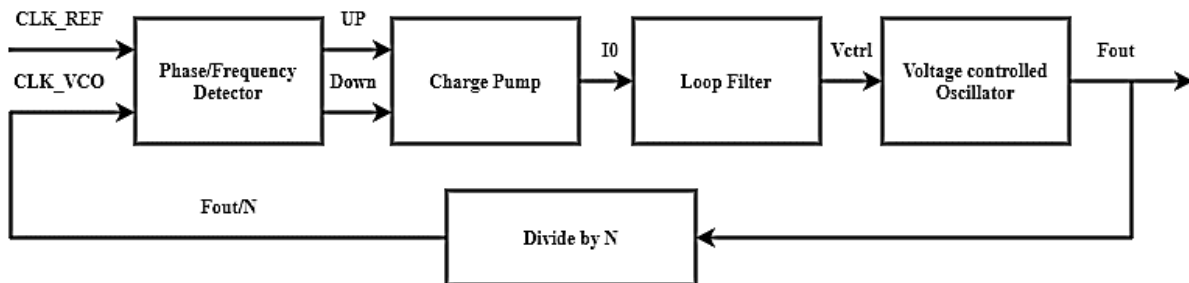 CLK_REF
CLK_VCO
Phase/Frequency
Detector
UP
Down
Charge Pump
I0
Loop Filter
Vctrl
Voltage controlled
Oscillator
Fout
Fout/N
Divide by N